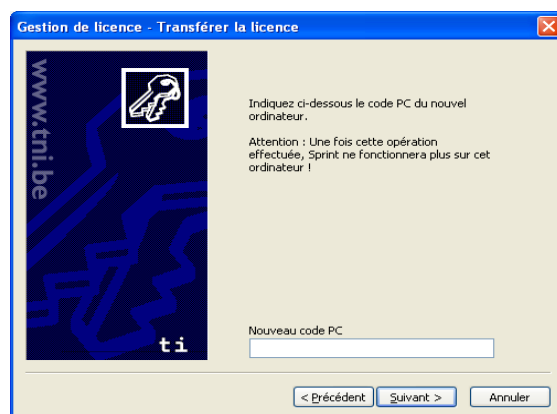 Gestion de licence - Transférer la licence
www.tni.be
Indiquez ci-dessous le code PC du nouvel
ordinateur.
Attention : Une fois cette opération
effectuée, Sprint ne fonctionnera plus sur cet
ordinateur !
Nouveau code PC
ti
< Précédent
Suivant >
Annuler